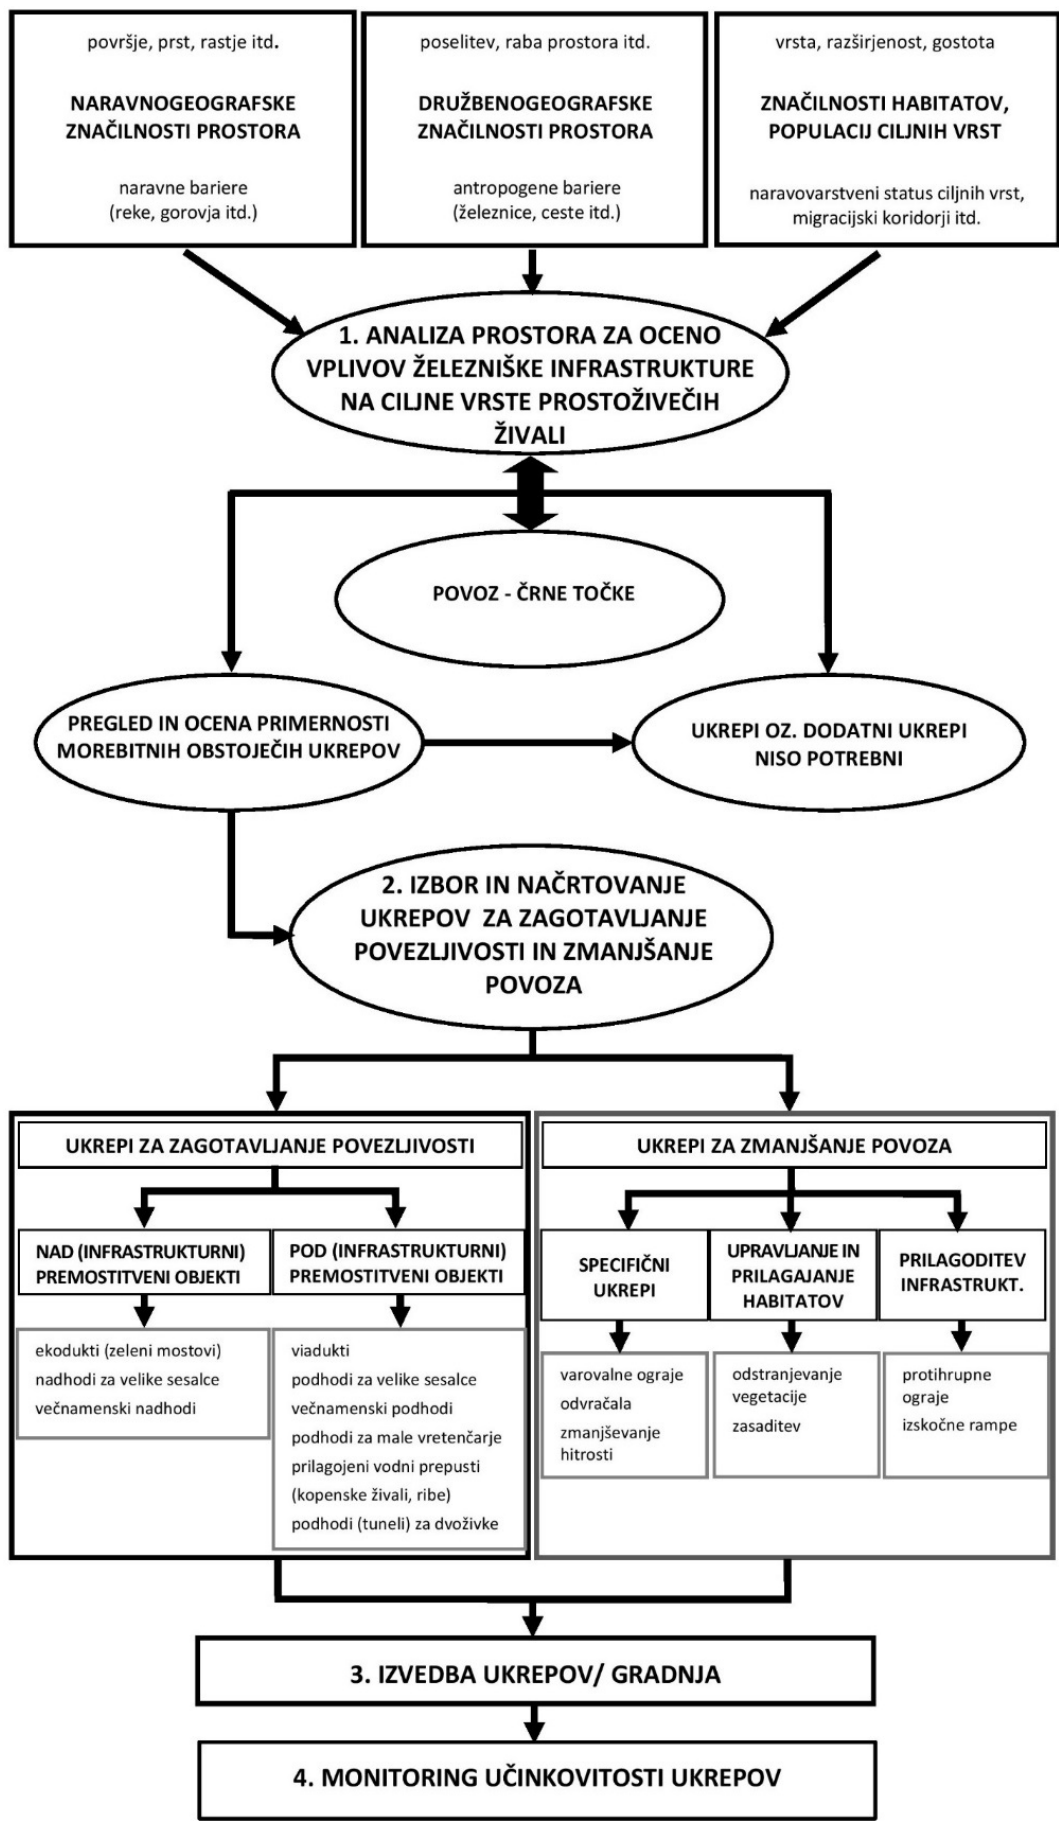 površje, prst, rastje itd.
NARAVNOGEOGRAFSKE
ZNAČILNOSTI PROSTORA
naravne bariere
(reke, gorovja itd.)
poselitev, raba prostora itd.
DRUŽBENOGEOGRAFSKE
ZNAČILNOSTI PROSTORA
antropogene bariere
(železnice, ceste itd.)
vrsta, razširjenost, gostota
ZNAČILNOSTI HABITATOV,
POPULACIJ CILJNIH VRST
naravovarstveni status ciljnih vrst,
migracijski koridorji itd.
1. ANALIZA PROSTORA ZA OCENO
VPLIVOV ŽELEZNIŠKE INFRASTRUKTURE
NA CILJNE VRSTE PROSTOŽIVEČIH
ŽIVALI
POVOZ - ČRNE TOČKE
PREGLED IN OCENA PRIMERNOSTI
MOREBITNIH OBSTOJEČIH UKREPOV
UKREPI OZ. DODATNI UKREPI
NISO POTREBNI
2. IZBOR IN NAČRTOVANJE
UKREPOV ZA ZAGOTAVLJANJE
POVEZLJIVOSTI IN ZMANJŠANJE
POVOZA
UKREPI ZA ZAGOTAVLJANJE POVEZLJIVOSTI
NAD (INFRASTRUKTURNI)
PREMOSTITVENI OBJEKTI
ekodukti (zeleni mostovi)
nadhodi za velike sesalce
večnamenski nadhodi
POD (INFRASTRUKTURNI)
PREMOSTITVENI OBJEKTI
viadukti
podhodi za velike sesalce
večnamenski podhodi
podhodi za male vretenčarje
prilagojeni vodni prepusti
(kopenske živali, ribe)
podhodi (tuneli) za dvoživke
UKREPI ZA ZMANJŠANJE POVOZA
SPECIFIČNI
UKREPI
varovalne ograje
odvračala
zmanjševanje
hitrosti
UPRAVLJANJE IN
PRILAGAJANJE
HABITATOV
odstranjevanje
vegetacije
zasaditev
PRILAGODITEV
INFRASTRUKT.
protihrupne
ograje
izskočne rampe
3. IZVEDBA UKREPOV/ GRADNJA
4. MONITORING UČINKOVITOSTI UKREPOV